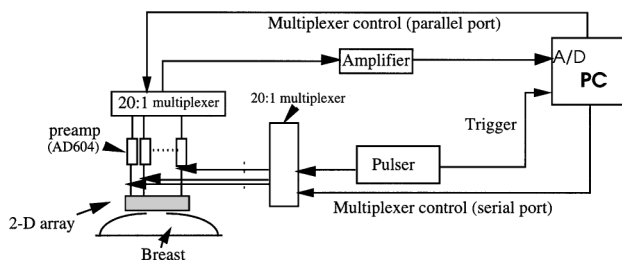 Multiplexer control (parallel port)
Amplifier
A/D
PC
20:1 multiplexer
20:1 multiplexer
preamp
(AD604)
Trigger
Pulser
2-D array
Multiplexer control (serial port)
Breast